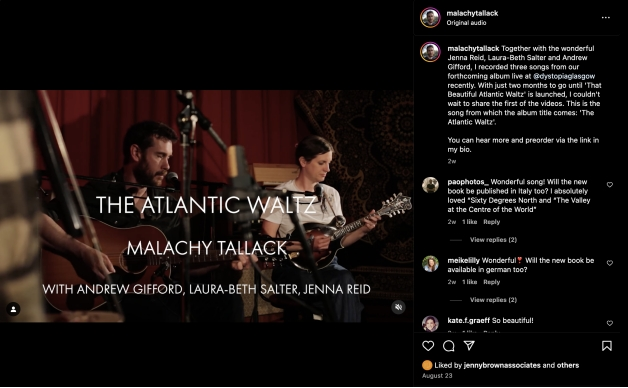 malachytallack
Original audio
malachytallack Together with the wonderful
Jenna Reid, Laura-Beth Salter and Andrew
Gifford, I recorded three songs from our
forthcoming album live at @dystopiaglasgow
recently. With just two months to go until 'That
Beautiful Atlantic Waltz' is launched, I couldn't
wait to share the first of the videos. This is the
song from which the album title comes: 'The
Atlantic Waltz'.
You can hear more and preorder via the link in
my bio.
2w
THE ATLANTIC WALTZ
MALACHY TALLACK
WITH ANDREW GIFFORD, LAURA-BETH SALTER, JENNA REID
paophotos_ Wonderful song! Will the new
book be published in Italy too? I absolutely
loved "Sixty Degrees North and "The Valley
at the Centre of the World"
2w 1 like Reply
View replies (2)
meikelilly Wonderful❣️ Will the new book be
available in german too?
2w 1 like Reply
View replies (2)
kate.f.graeff So beautiful!
Liked by jennybrownassociates and others
August 23